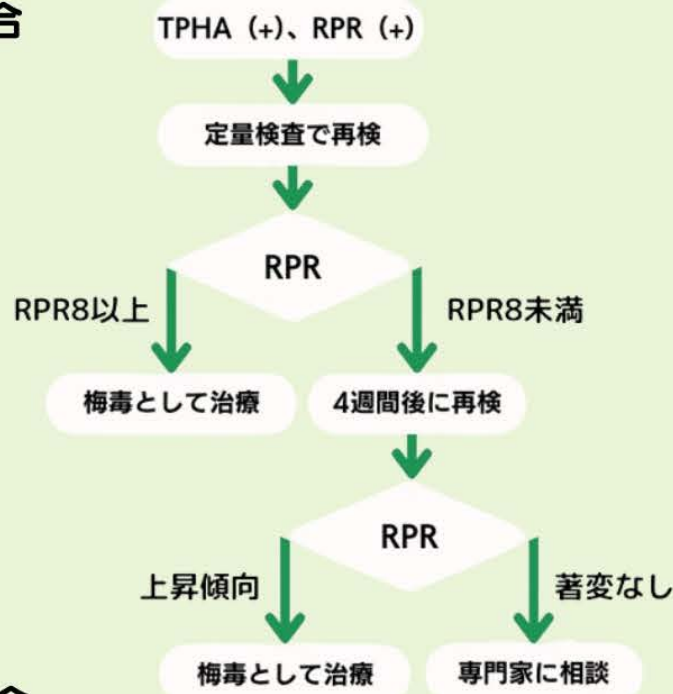 合
TPHA（+）、RPR（+）
定量検査で再検
RPR
RPR8以上
RPR8未満
梅毒として治療
4週間後に再検
RPR
上昇傾向
著変なし
梅毒として治療
専門家に相談